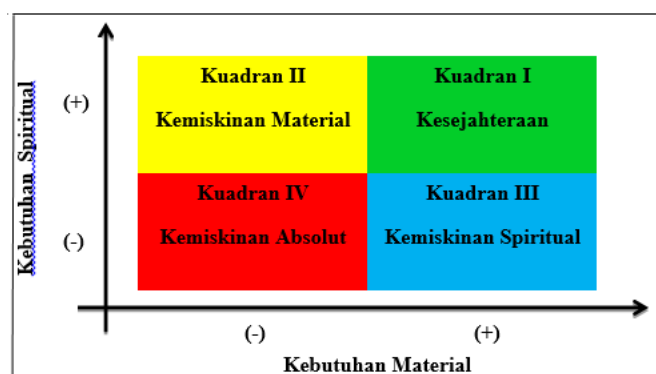 Kebutuhan Spiritual
(+)
(-)
Kuadran II
Kemiskinan Material
Kuadran I
Kesejahteraan
Kuadran IV
Kemiskinan Absolut
Kuadran III
Kemiskinan Spiritual
(-)
(+)
Kebutuhan Material